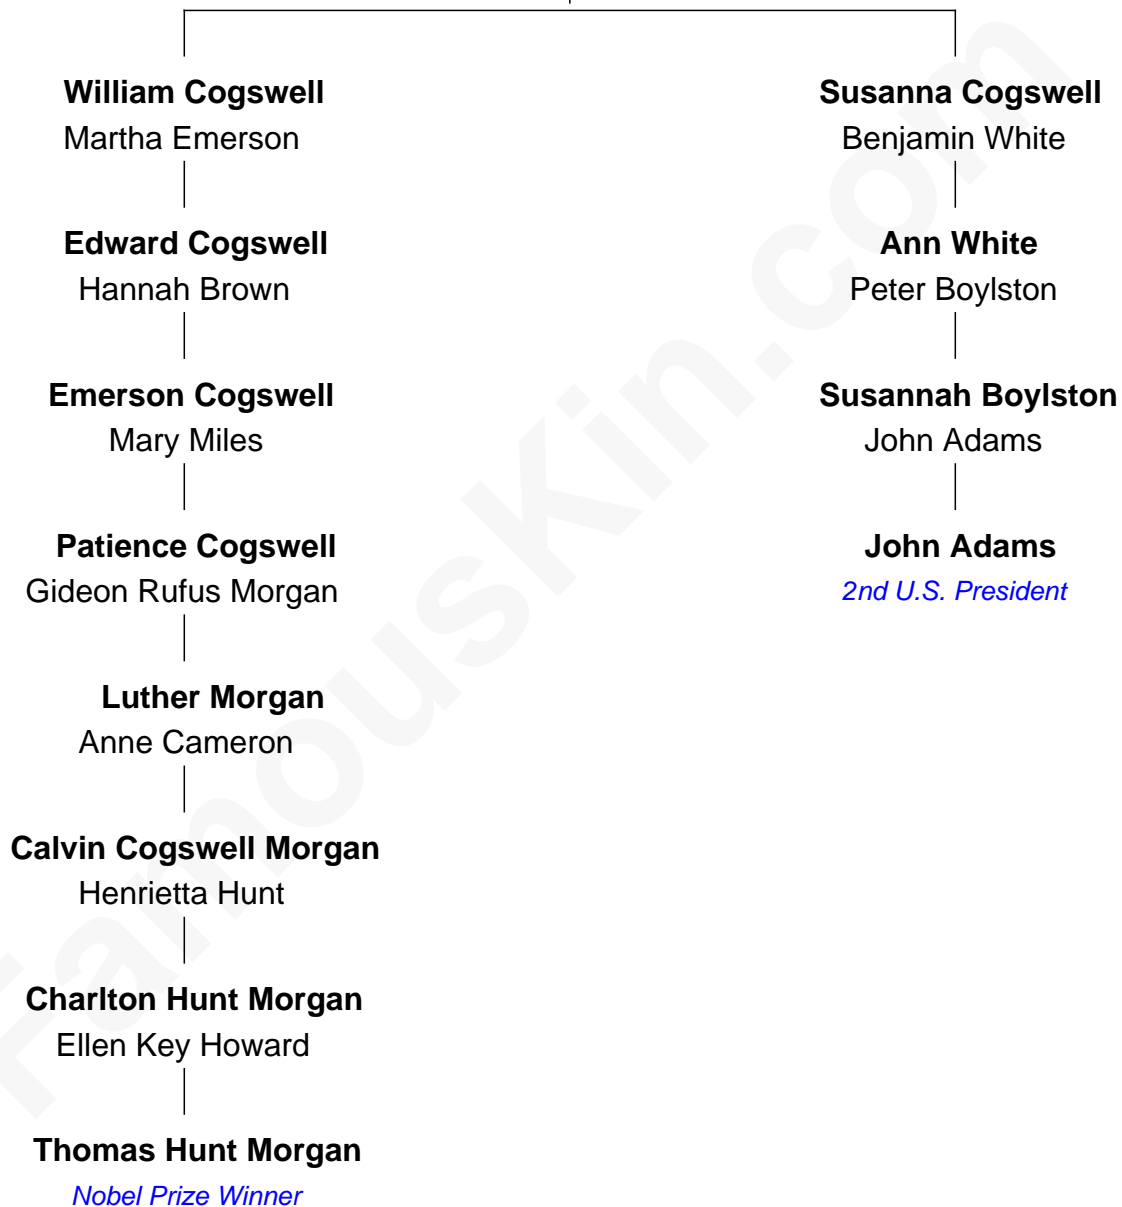 William Cogswell
Martha Emerson
Edward Cogswell
Hannah Brown
Emerson Cogswell
Mary Miles
Patience Cogswell
Gideon Rufus Morgan
Luther Morgan
Anne Cameron
Calvin Cogswell Morgan
Henrietta Hunt
Charlton Hunt Morgan
Ellen Key Howard
Thomas Hunt Morgan
Nobel Prize Winner
Susanna Cogswell
Benjamin White
Ann White
Peter Boylston
Susannah Boylston
John Adams
John Adams
2nd U.S. President
FamousKin.com